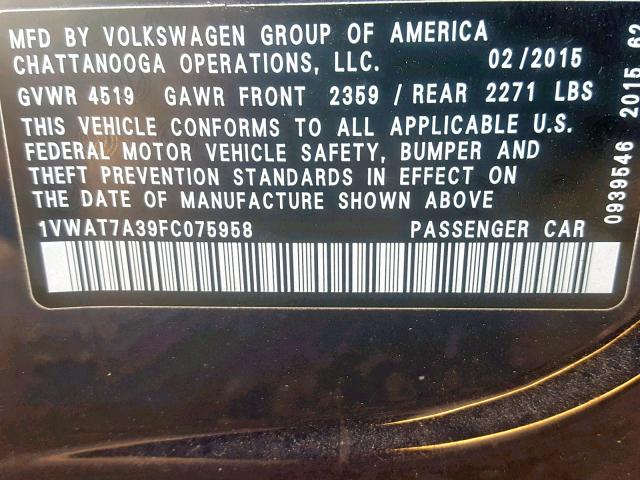 MFD BY VOLKSWAGEN GROUP OF AMERICA
CHATTANOOGA OPERATIONS, LLC. 02/2015
GVWR 4519 GAWR FRONT 2359 / REAR 2271 LBS
THIS VEHICLE CONFORMS TO ALL APPLICABLE U.S.
FEDERAL MOTOR VEHICLE SAFETY, BUMPER AND
THEFT PREVENTION STANDARDS IN EFFECT ON
THE DATE OF MANUFACTURE SHOWN ABOVE
1VWAT7A39FC075958 PASSENGER CAR
0939546 2015 62